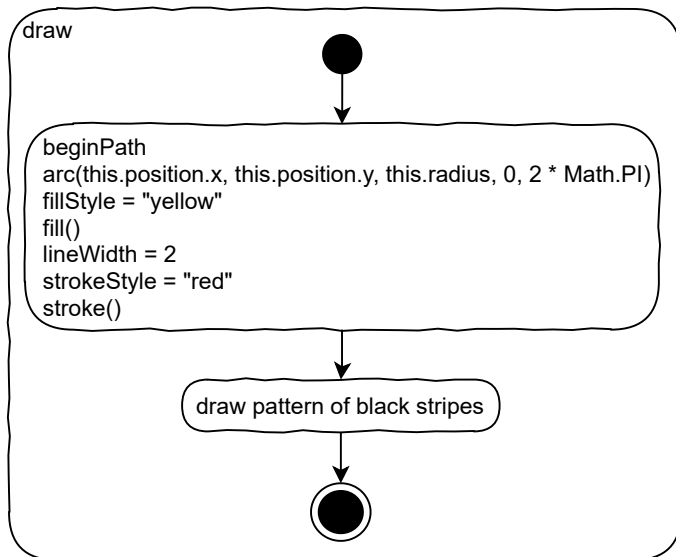 draw
beginPath
arc(this.position.x, this.position.y, this.radius, 0, 2 * Math.PI)
fillStyle = "yellow"
fill()
lineWidth = 2
strokeStyle = "red"
stroke()
draw pattern of black stripes